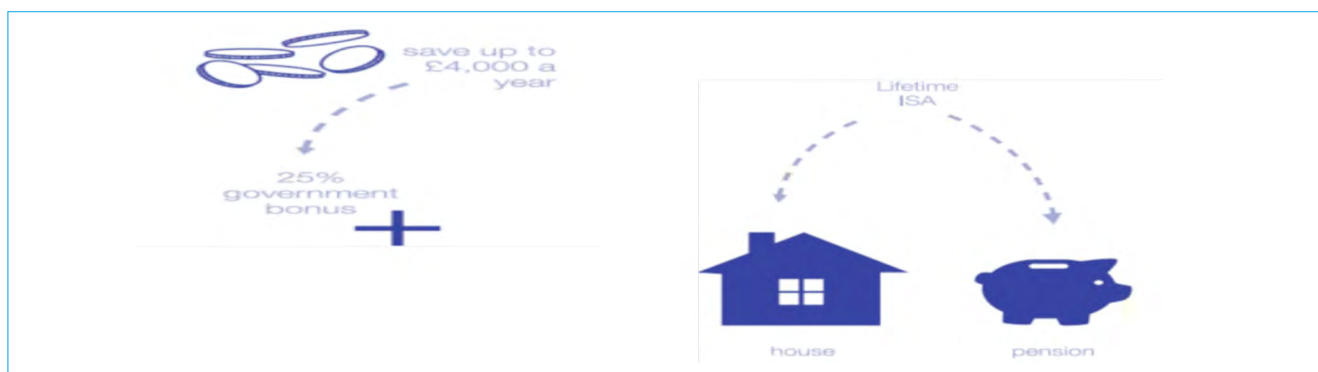 save up to
£4,000 a
year
25%
government
bonus
Lifetime
ISA
house
pension